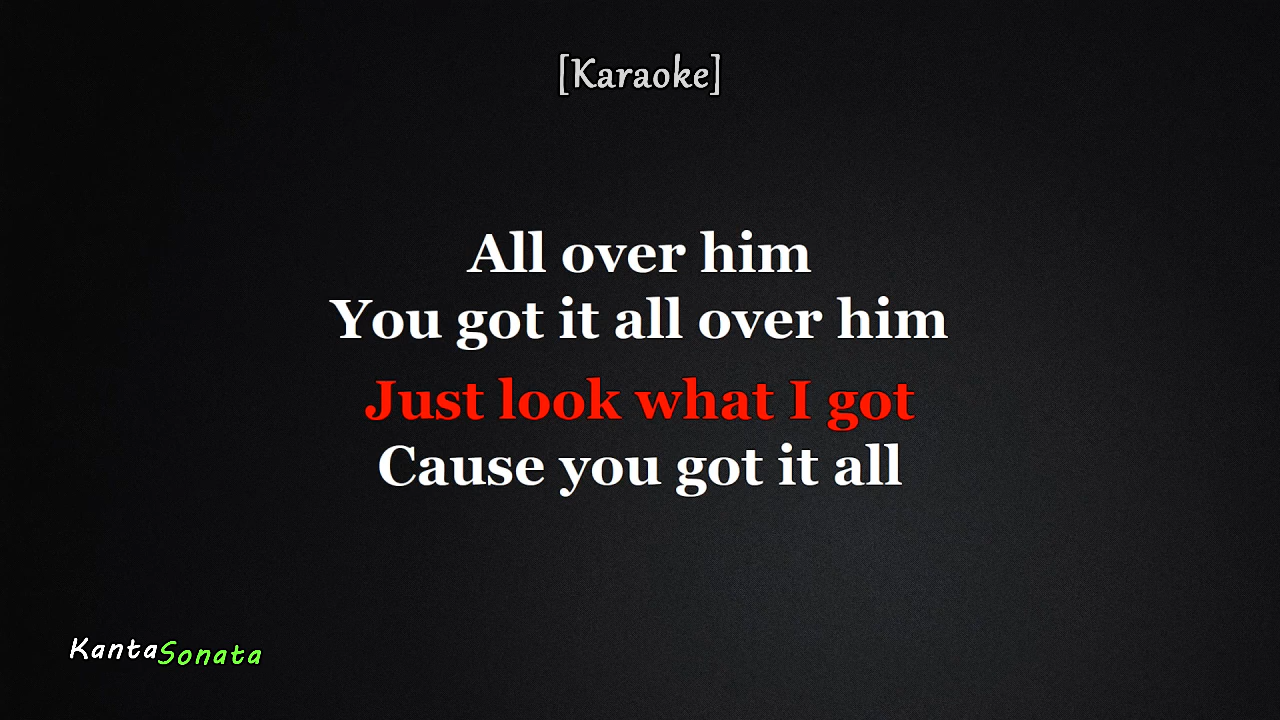 [Karaoke]
All over him
You got it all over him
Just look what I got
Cause you got it all
KantaSonata